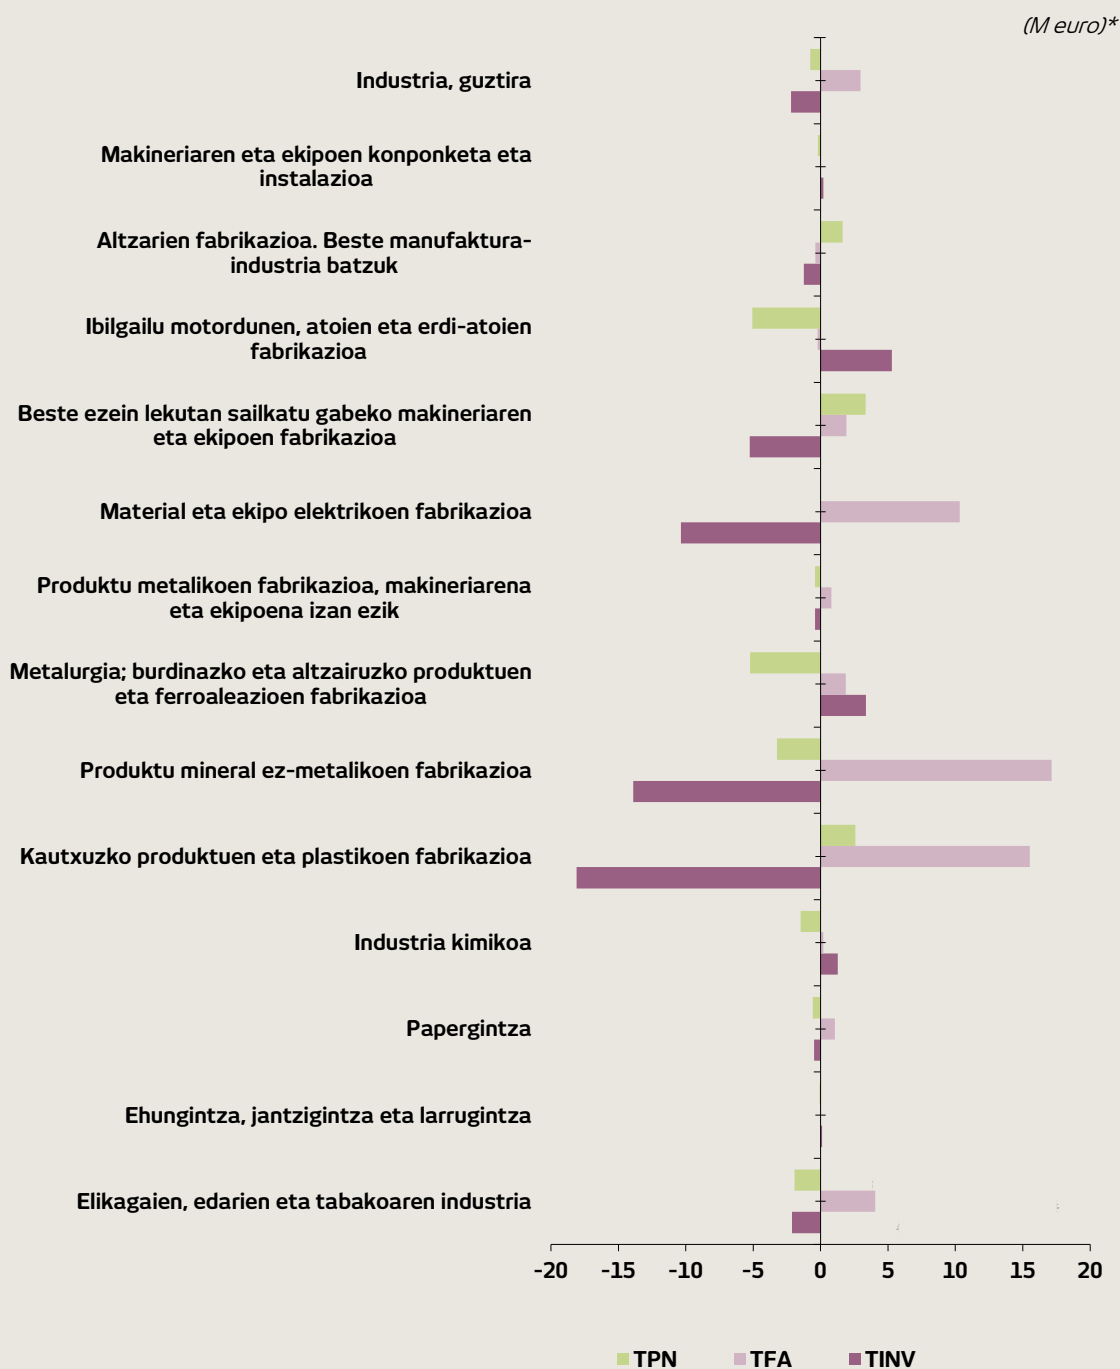 (M euro)*
Industria, guztira
Makineriaren eta ekipoen konponketa eta
instalazioa
Altzarien fabrikazioa. Beste manufaktura-
industria batzuk
Ibilgailu motordunen, atoien eta erdi-atoien
fabrikazioa
Beste ezein lekutan sailkatu gabeko makineriaren
eta ekipoen fabrikazioa
Material eta ekipo elektrikoen fabrikazioa
Produktu metalikoen fabrikazioa, makineriarena
eta ekipoena izan ezik
Metalurgia; burdinazko eta altzairuzko produktuen
eta ferroaleazioen fabrikazioa
Produktu mineral ez-metalikoen fabrikazioa
Kautxuzko produktuen eta plastikoen fabrikazioa
Industria kimikoa
Papergintza
Ehungintza, jantzigintza eta larrugintza
Elikagaien, edarien eta tabakoaren industria
-20 -15 -10 -5 0 5 10 15 20
TPN TFA TINV